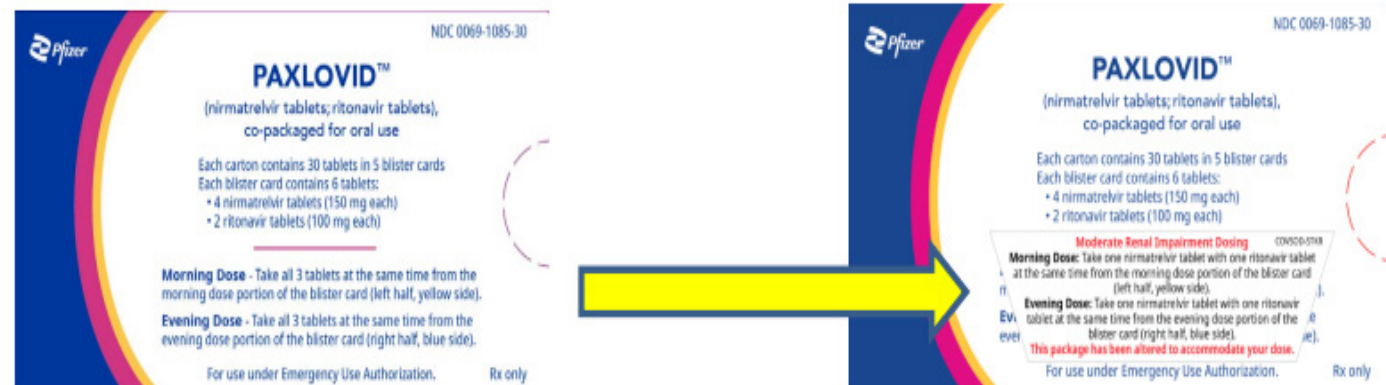 Pfizer
NDC 0069-1085-30
PAXLOVID™
(nirmatrelvir tablets; ritonavir tablets),
co-packaged for oral use
Each carton contains 30 tablets in 5 blister cards
Each blister card contains 6 tablets:
• 4 nirmatrelvir tablets (150 mg each)
• 2 ritonavir tablets (100 mg each)
Morning Dose - Take all 3 tablets at the same time from the
morning dose portion of the blister card (left half, yellow side).
Evening Dose - Take all 3 tablets at the same time from the
evening dose portion of the blister card (right half, blue side).
For use under Emergency Use Authorization. Rx only
Pfizer
NDC 0069-1085-30
PAXLOVID™
(nirmatrelvir tablets; ritonavir tablets),
co-packaged for oral use
Each carton contains 30 tablets in 5 blister cards
Each blister card contains 6 tablets:
• 4 nirmatrelvir tablets (150 mg each)
• 2 ritonavir tablets (100 mg each)
Moderate Renal Impairment Dosing
Morning Dose: Take one nirmatrelvir tablet with one ritonavir tablet
at the same time from the morning dose portion of the blister card
(left half, yellow side).
Evening Dose: Take one nirmatrelvir tablet with one ritonavir
tablet at the same time from the evening dose portion of the
blister card (right half, blue side).
This package has been altered to accommodate your dose.
For use under Emergency Use Authorization. Rx only